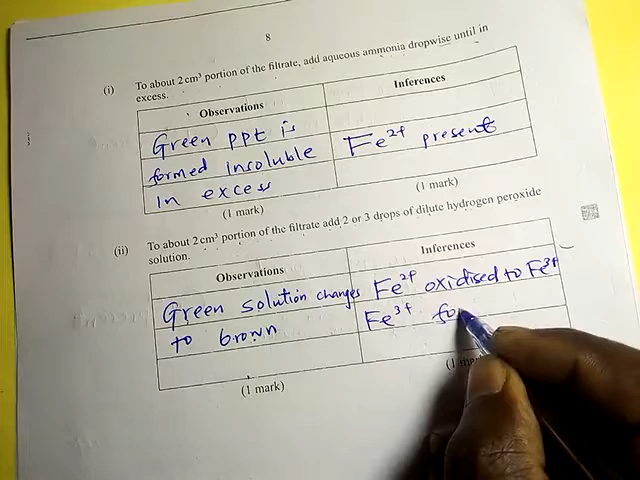 8
(i) To about 2 cm³ portion of the filtrate, add aqueous ammonia dropwise until in
excess.
Observations Inferences
Green ppt is
formed insoluble
in excess
Fe²⁺ present
(1 mark) (1 mark)
(ii) To about 2 cm³ portion of the filtrate add 2 or 3 drops of dilute hydrogen peroxide
solution.
Observations Inferences
Green solution changes
to brown
Fe²⁺ oxidised to Fe³⁺
Fe³⁺ fo
(1 mark) (1 ma